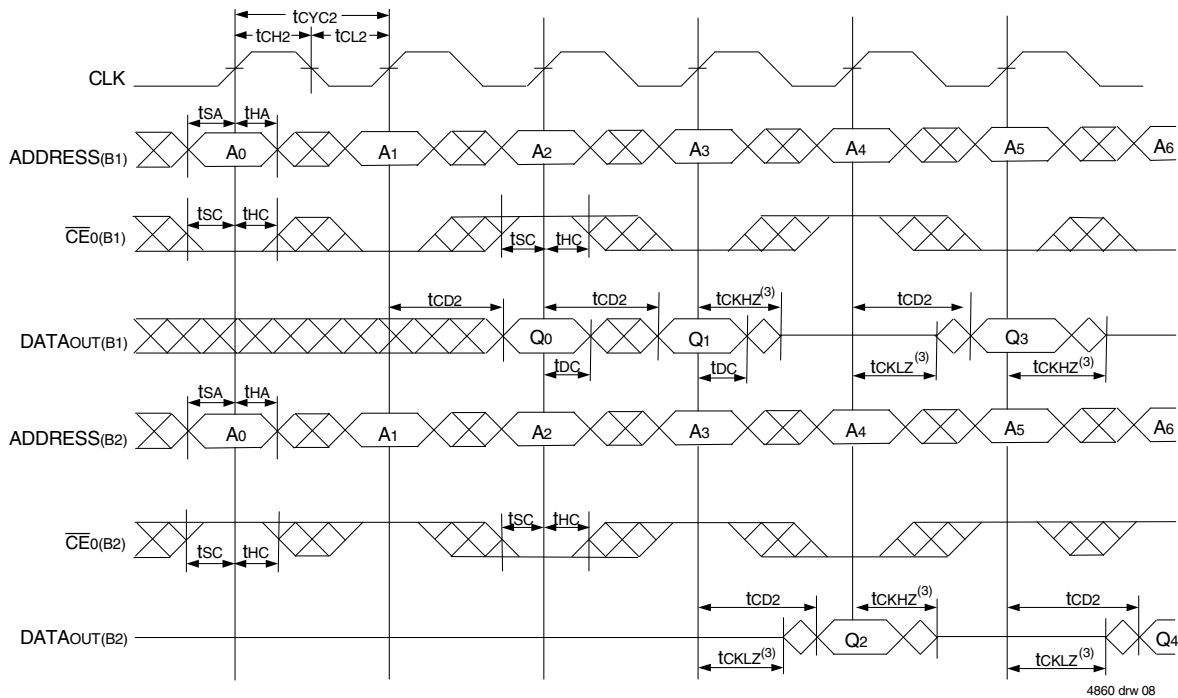 tCYC2
tCH2 tCL2
CLK
tSA tHA
ADDRESS(B1) A0 A1 A2 A3 A4 A5 A6
tSC tHC
CE0(B1)
tSC tHC
tCD2 tCD2 tCKHZ(3) tCD2
DATAOUT(B1) Q0 Q1 Q3
tDC tDC tCKLZ(3) tCKHZ(3)
tSA tHA
ADDRESS(B2) A0 A1 A2 A3 A4 A5 A6
tSC tHC
CE0(B2)
tSC tHC
tCD2 tCKHZ(3) tCD2
DATAOUT(B2) Q2 Q4
tCKLZ(3) tCKLZ(3)
4860 drw 08